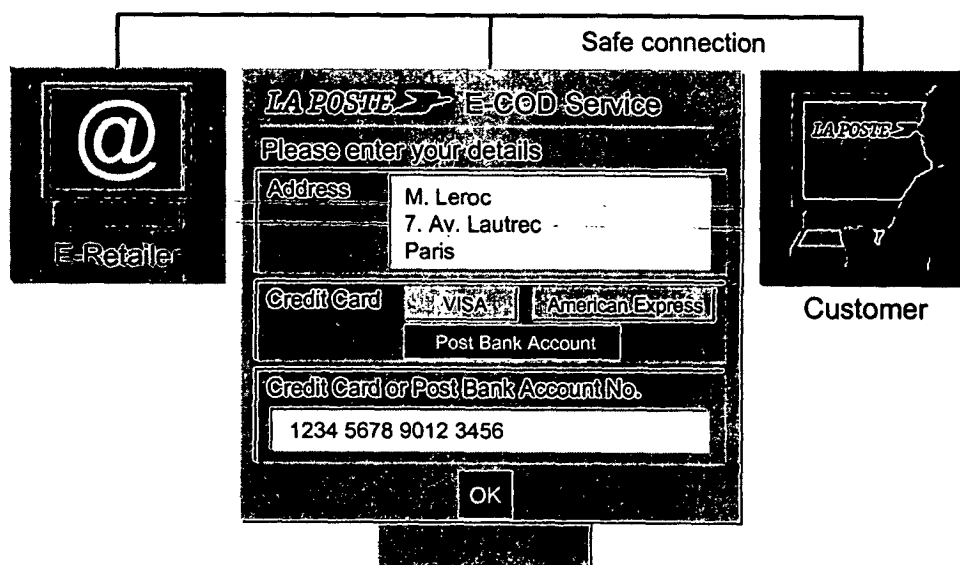 Safe connection
@
E-Retailer
LA POSTE E-COD Service
Please enter your details
Address
M. Leroc
7. Av. Lautrec
Paris
Credit Card
VISA
American Express
Post Bank Account
Credit Card or Post Bank Account No.
1234 5678 9012 3456
OK
LA POSTE
Customer